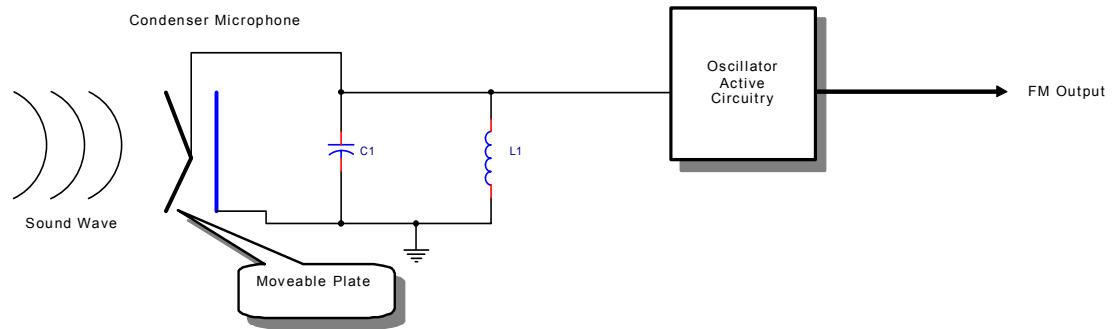 Condenser Microphone
Oscillator
Active
Circuitry
FM Output
C1
L1
Sound Wave
Moveable Plate